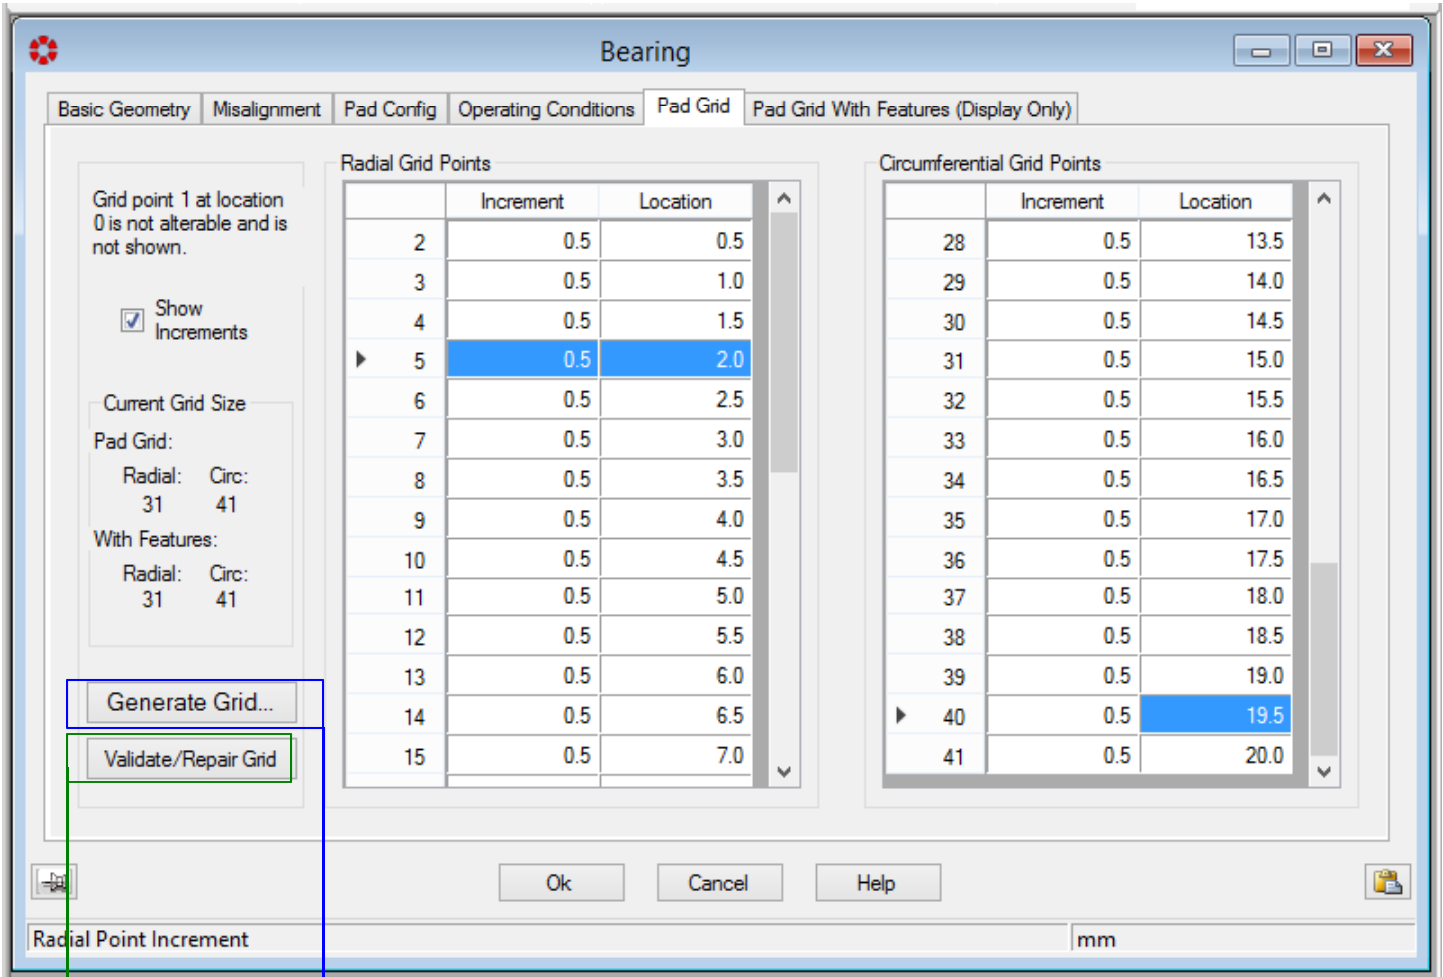 Bearing
Basic Geometry Misalignment Pad Config Operating Conditions Pad Grid Pad Grid With Features (Display Only)
Grid point 1 at location
0 is not alterable and is
not shown.
Show
Increments
Current Grid Size
Pad Grid:
Radial: Circ:
31 41
With Features:
Radial: Circ:
31 41
Generate Grid...
Validate/Repair Grid
Radial Grid Points
Increment Location
2 0.5 0.5
3 0.5 1.0
4 0.5 1.5
5 0.5 2.0
6 0.5 2.5
7 0.5 3.0
8 0.5 3.5
9 0.5 4.0
10 0.5 4.5
11 0.5 5.0
12 0.5 5.5
13 0.5 6.0
14 0.5 6.5
15 0.5 7.0
Circumferential Grid Points
Increment Location
28 0.5 13.5
29 0.5 14.0
30 0.5 14.5
31 0.5 15.0
32 0.5 15.5
33 0.5 16.0
34 0.5 16.5
35 0.5 17.0
36 0.5 17.5
37 0.5 18.0
38 0.5 18.5
39 0.5 19.0
40 0.5 19.5
41 0.5 20.0
Ok Cancel Help
Radial Point Increment mm